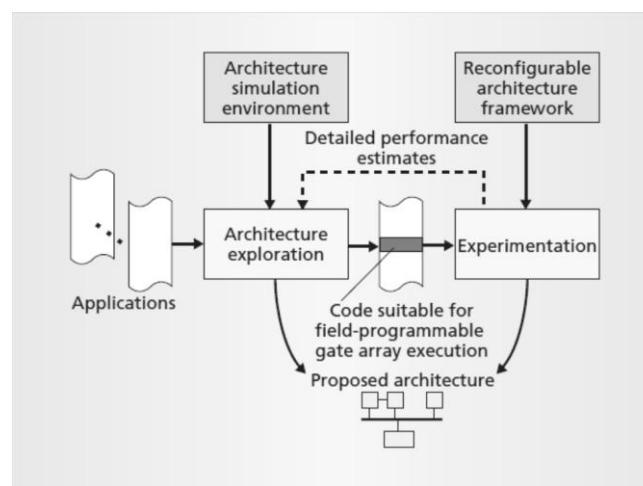 Architecture
simulation
environment
Reconfigurable
architecture
framework
Detailed performance
estimates
Architecture
exploration
Experimentation
Applications
Code suitable for
field-programmable
gate array execution
Proposed architecture